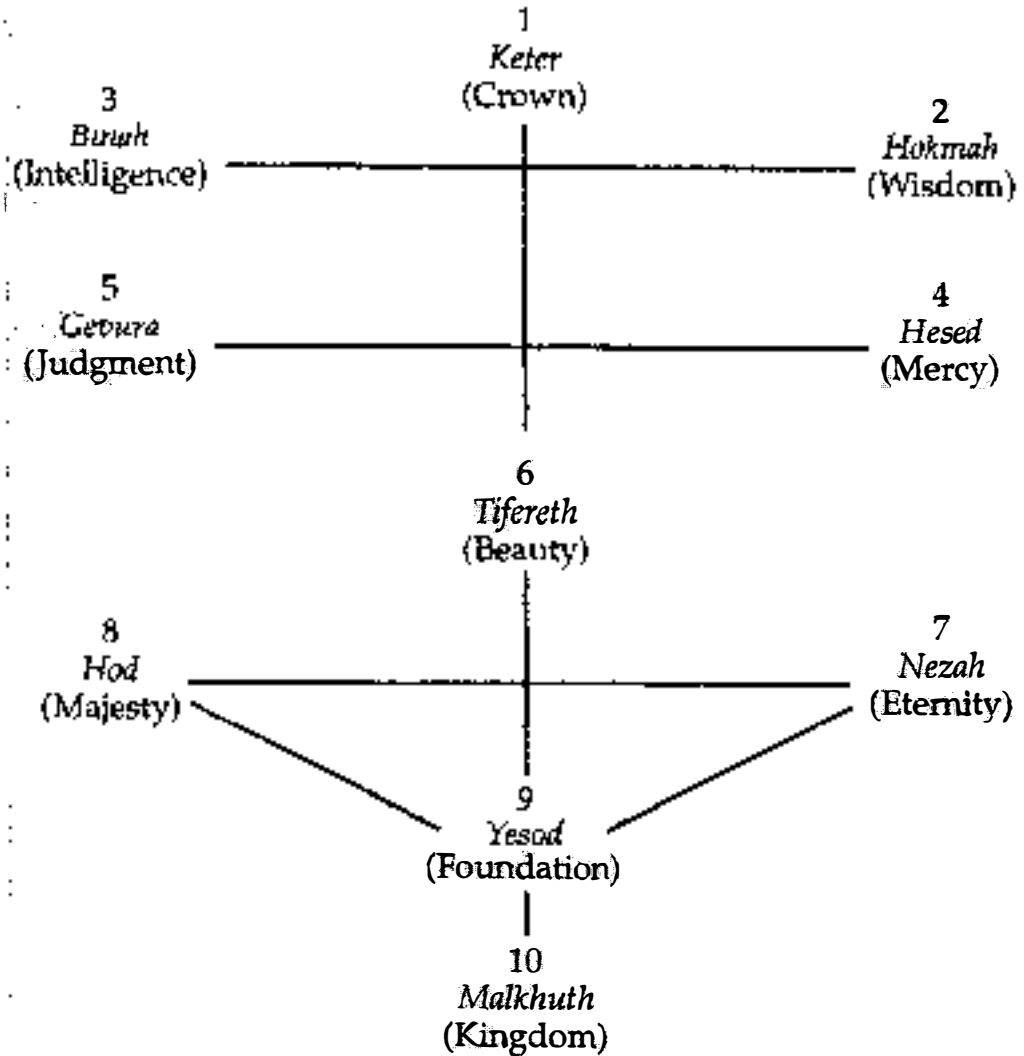 1
Keter
(Crown)
3
Binah
(Intelligence)
2
Hokmah
(Wisdom)
5
Gevura
(Judgment)
4
Hesed
(Mercy)
6
Tifereth
(Beauty)
8
Hod
(Majesty)
7
Nezah
(Eternity)
9
Yesod
(Foundation)
10
Malkhuth
(Kingdom)